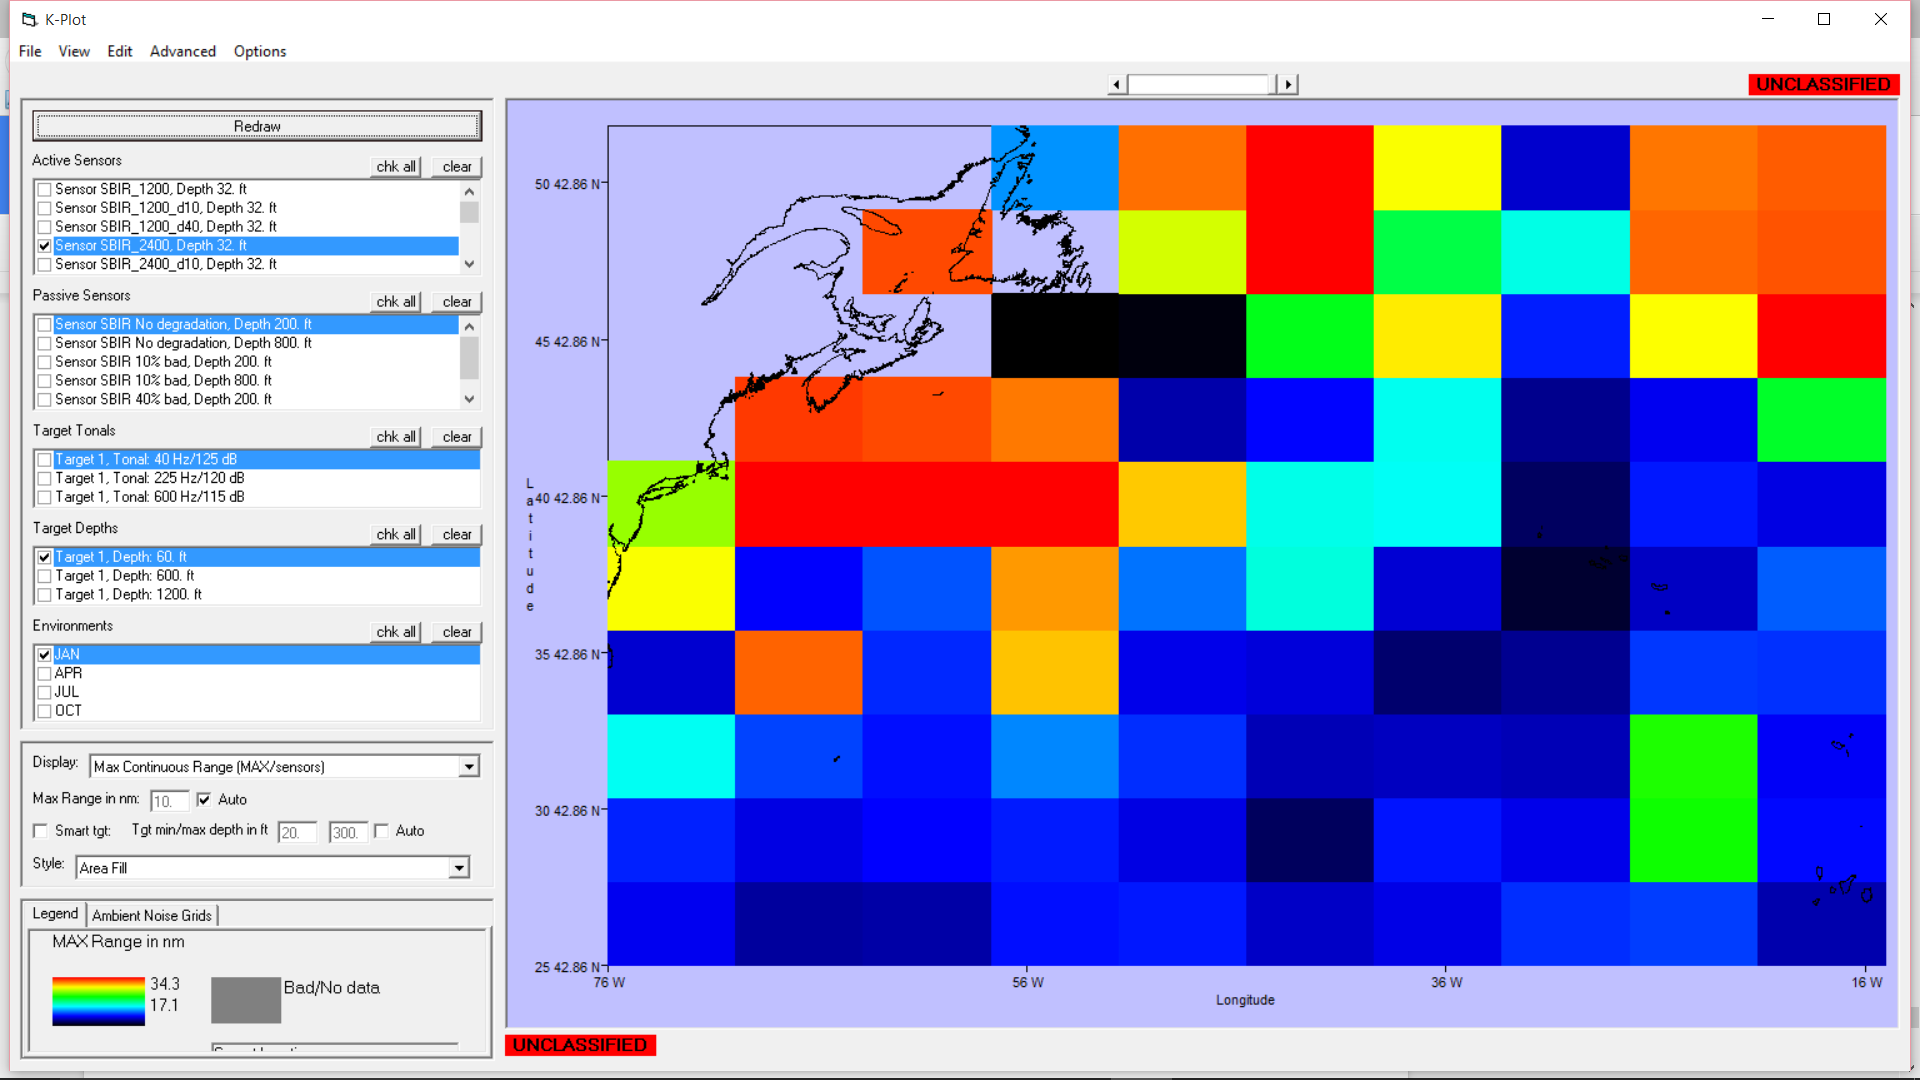 K-Plot
File View Edit Advanced Options
UNCLASSIFIED
Redraw
Active Sensors chk all clear
Sensor SBIR_1200, Depth 32. ft
Sensor SBIR_1200_d10, Depth 32. ft
Sensor SBIR_1200_d40, Depth 32. ft
Sensor SBIR_2400, Depth 32. ft
Sensor SBIR_2400_d10, Depth 32. ft
Passive Sensors chk all clear
Sensor SBIR No degradation, Depth 200. ft
Sensor SBIR No degradation, Depth 800. ft
Sensor SBIR 10% bad, Depth 200. ft
Sensor SBIR 10% bad, Depth 800. ft
Sensor SBIR 40% bad, Depth 200. ft
Target Tonals chk all clear
Target 1, Tonal: 40 Hz/125 dB
Target 1, Tonal: 225 Hz/120 dB
Target 1, Tonal: 600 Hz/115 dB
Target Depths chk all clear
Target 1, Depth: 60. ft
Target 1, Depth: 600. ft
Target 1, Depth: 1200. ft
Environments chk all clear
JAN
APR
JUL
OCT
Display: Max Continuous Range (MAX/sensors)
Max Range in nm: 10. Auto
Smart tgt: Tgt min/max depth in ft 20. 300. Auto
Style: Area Fill
Legend Ambient Noise Grids
MAX Range in nm
34.3
17.1
Bad/No data
50 42.86 N
45 42.86 N
40 42.86 N
35 42.86 N
30 42.86 N
25 42.86 N
Latitude
76 W 56 W 36 W 16 W
Longitude
UNCLASSIFIED